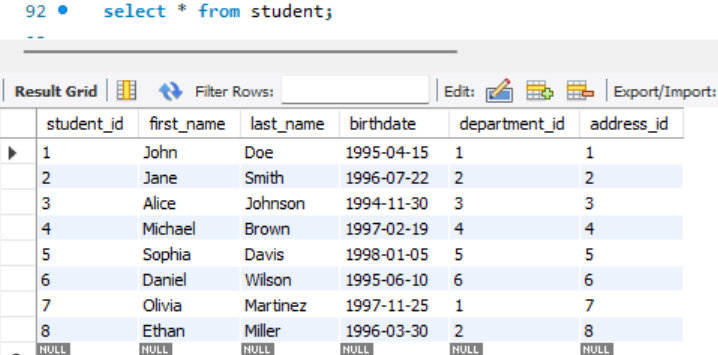 92 select * from student;
Result Grid Filter Rows: Edit: Export/Import:
student_id first_name last_name birthdate department_id address_id
1 John Doe 1995-04-15 1 1
2 Jane Smith 1996-07-22 2 2
3 Alice Johnson 1994-11-30 3 3
4 Michael Brown 1997-02-19 4 4
5 Sophia Davis 1998-01-05 5 5
6 Daniel Wilson 1995-06-10 6 6
7 Olivia Martinez 1997-11-25 1 7
8 Ethan Miller 1996-03-30 2 8
NULL NULL NULL NULL NULL NULL